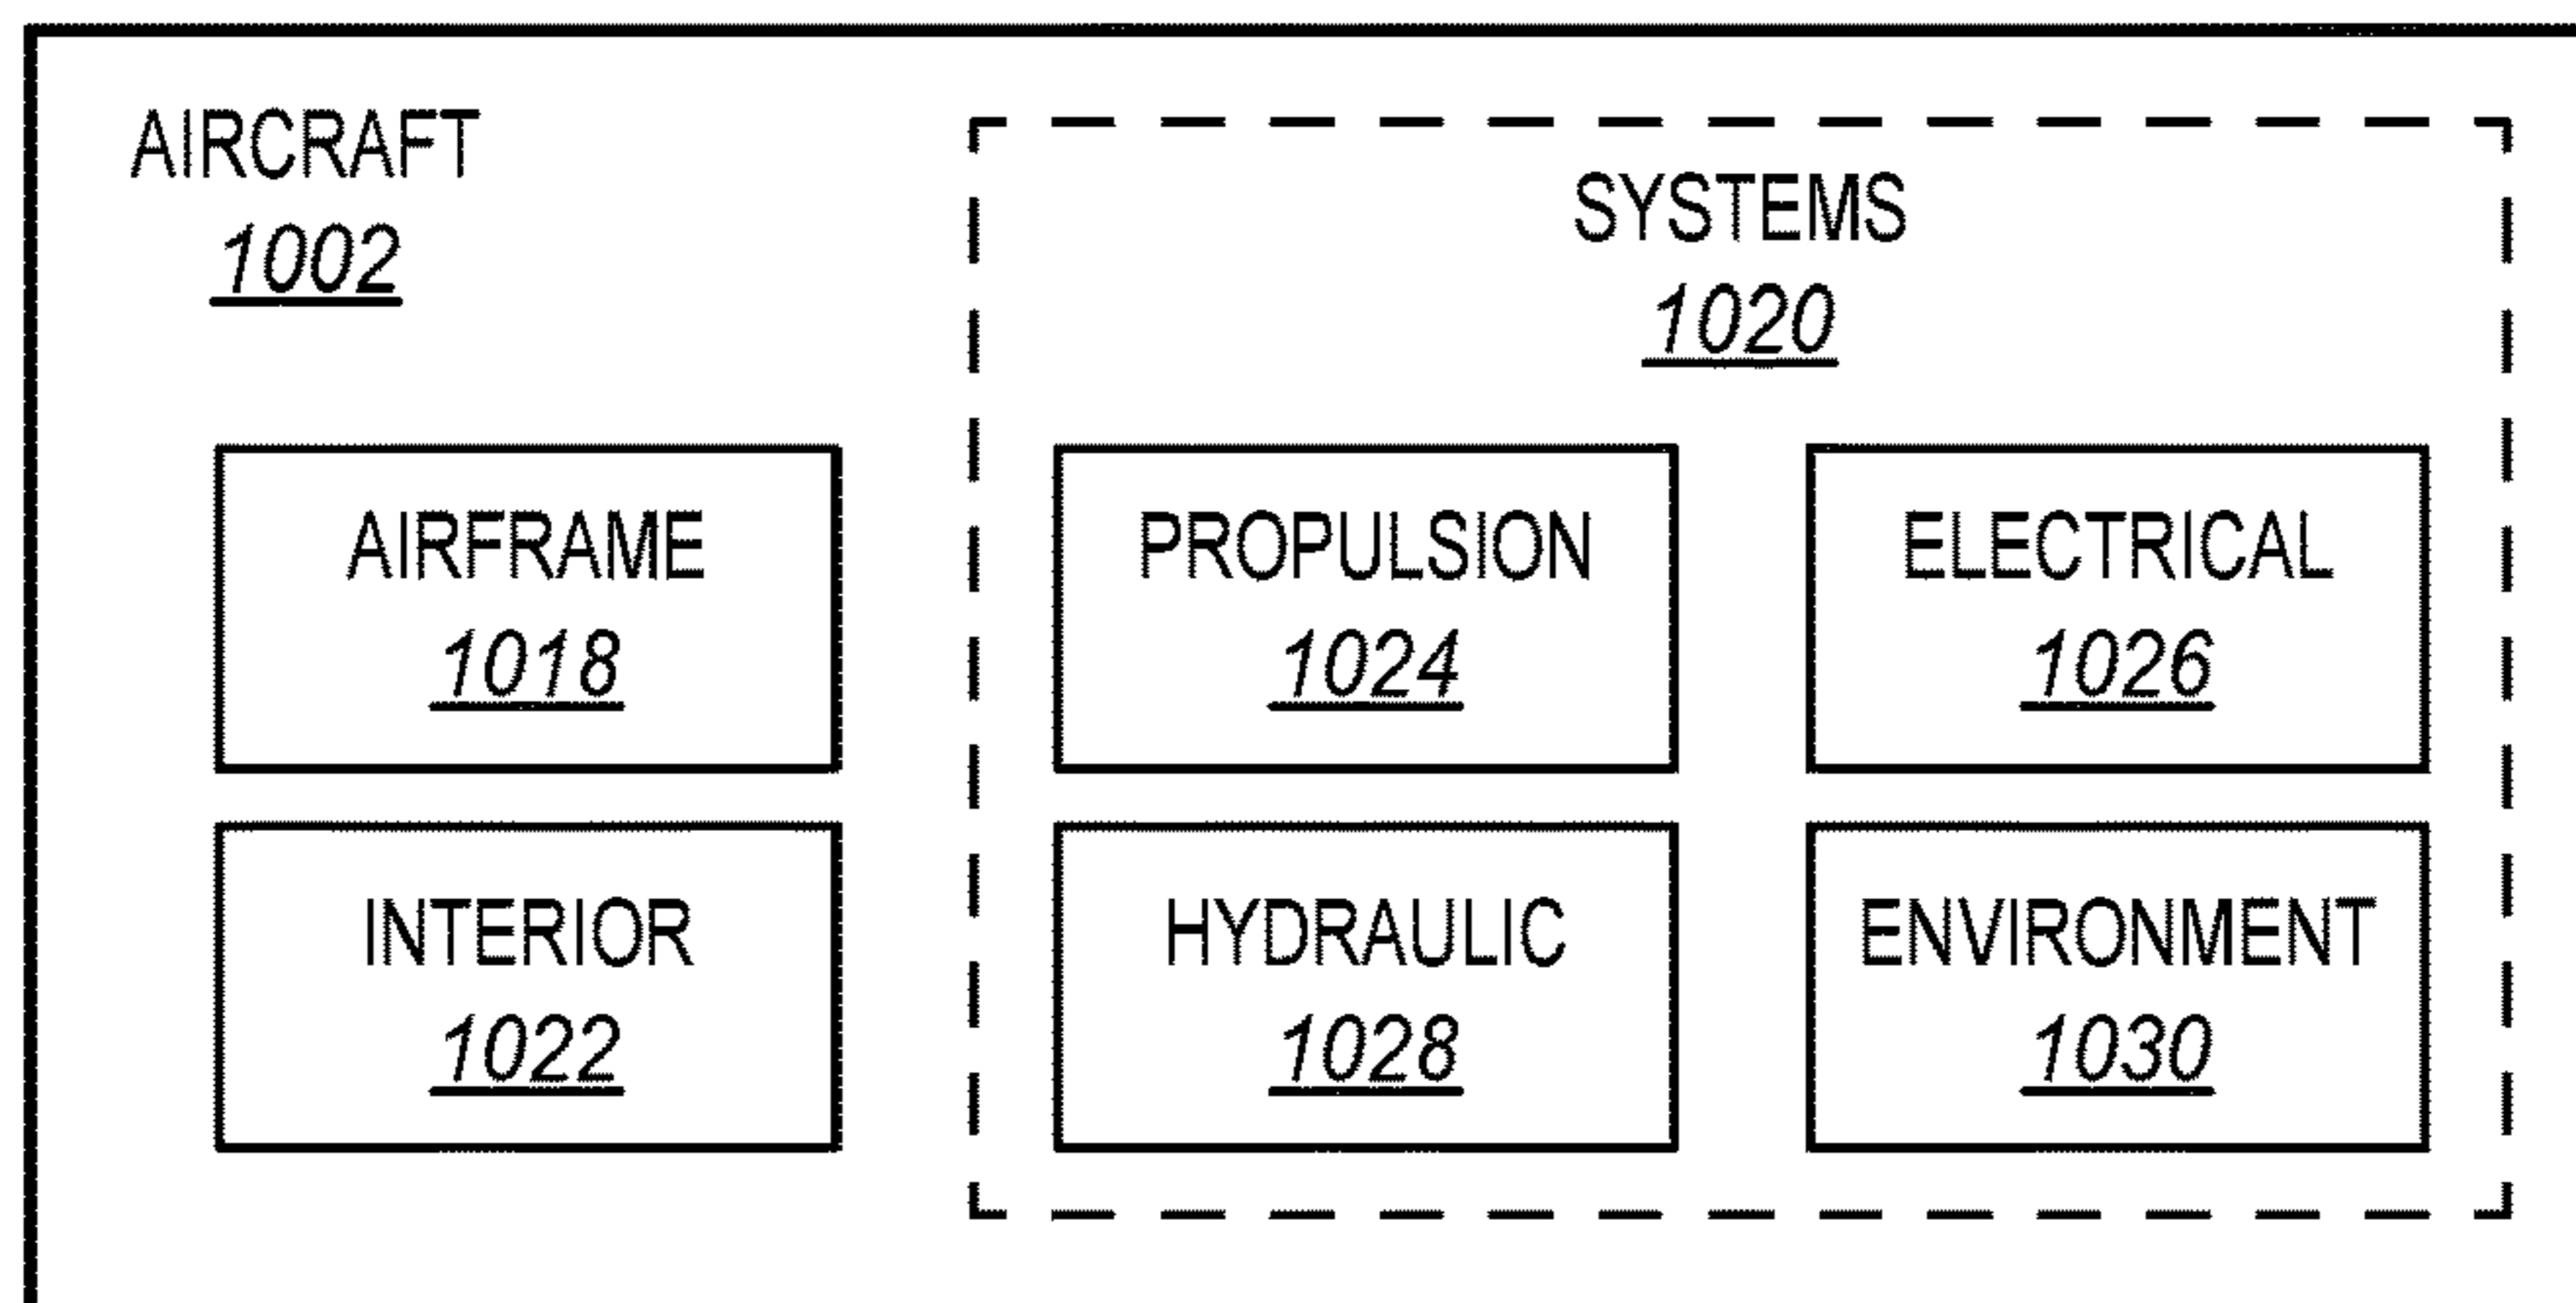 AIRCRAFT
1002
SYSTEMS
1020
AIRFRAME
1018
PROPULSION
1024
ELECTRICAL
1026
INTERIOR
1022
HYDRAULIC
1028
ENVIRONMENT
1030